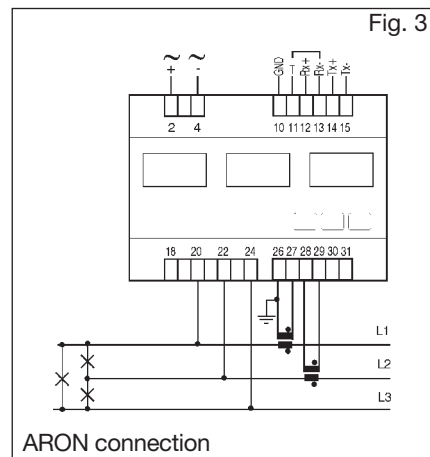 Fig. 3
~ ~
+ -
GND T Rx+ Rx- Tx+ Tx-
2 4
10 11 12 13 14 15
18 20 22 24 26 27 28 29 30 31
L1
L2
L3
ARON connection